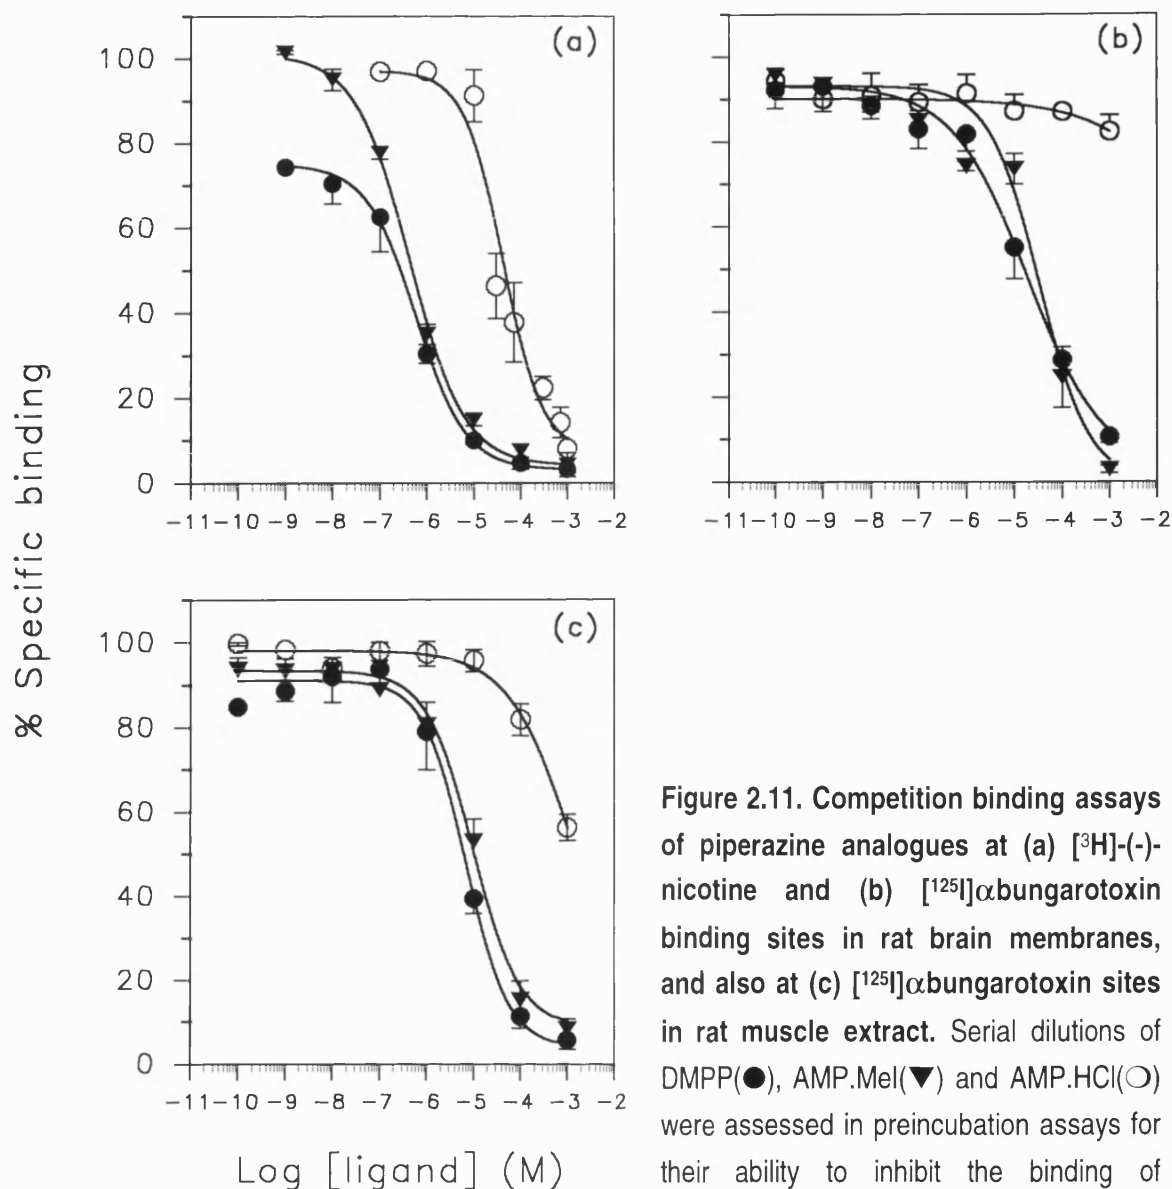 (a)
100
80
60
40
20
0
-11-10 -9 -8 -7 -6 -5 -4 -3 -2
(b)
-11-10 -9 -8 -7 -6 -5 -4 -3 -2
% Specific binding
(c)
100
80
60
40
20
0
-11-10 -9 -8 -7 -6 -5 -4 -3 -2
Log [ligand] (M)
Figure 2.11. Competition binding assays
of piperazine analogues at (a) [³H]-(-)-
nicotine and (b) [¹²⁵I]αbungarotoxin
binding sites in rat brain membranes,
and also at (c) [¹²⁵I]αbungarotoxin sites
in rat muscle extract. Serial dilutions of
DMPP(●), AMP.MeI(▼) and AMP.HCl(○)
were assessed in preincubation assays for
their ability to inhibit the binding of